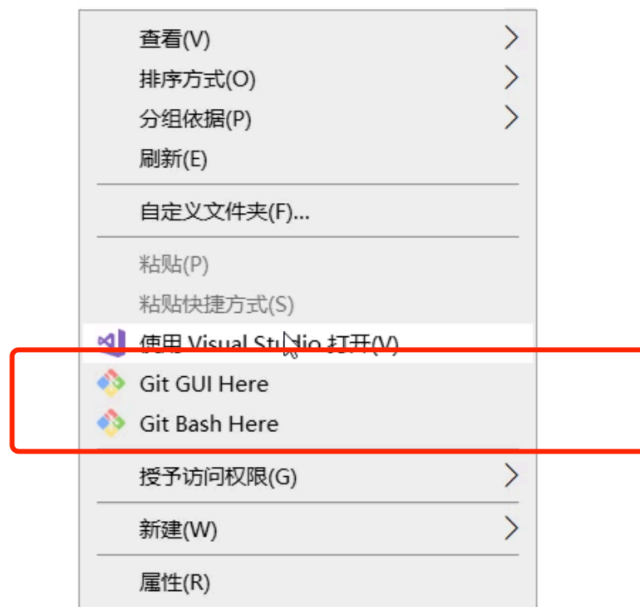 查看(V)
排序方式(O)
分组依据(P)
刷新(E)
自定义文件夹(F)...
粘贴(P)
粘贴快捷方式(S)
使用 Visual Studio 打开(V)
Git GUI Here
Git Bash Here
授予访问权限(G)
新建(W)
属性(R)